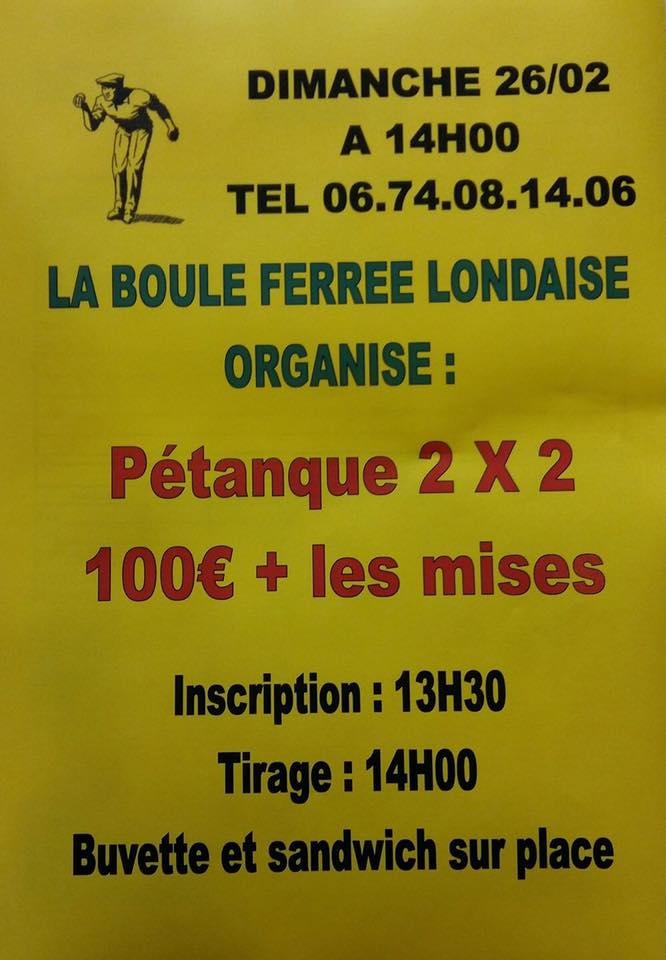 DIMANCHE 26/02
A 14H00
TEL 06.74.08.14.06
LA BOULE FERREE LONDAISE
ORGANISE :
Pétanque 2 X 2
100€ + les mises
Inscription : 13H30
Tirage : 14H00
Buvette et sandwich sur place